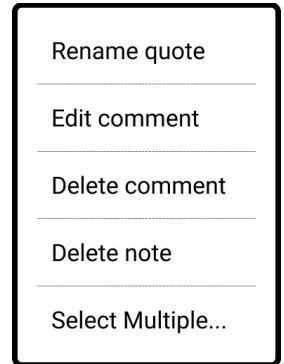 Rename quote
Edit comment
Delete comment
Delete note
Select Multiple...